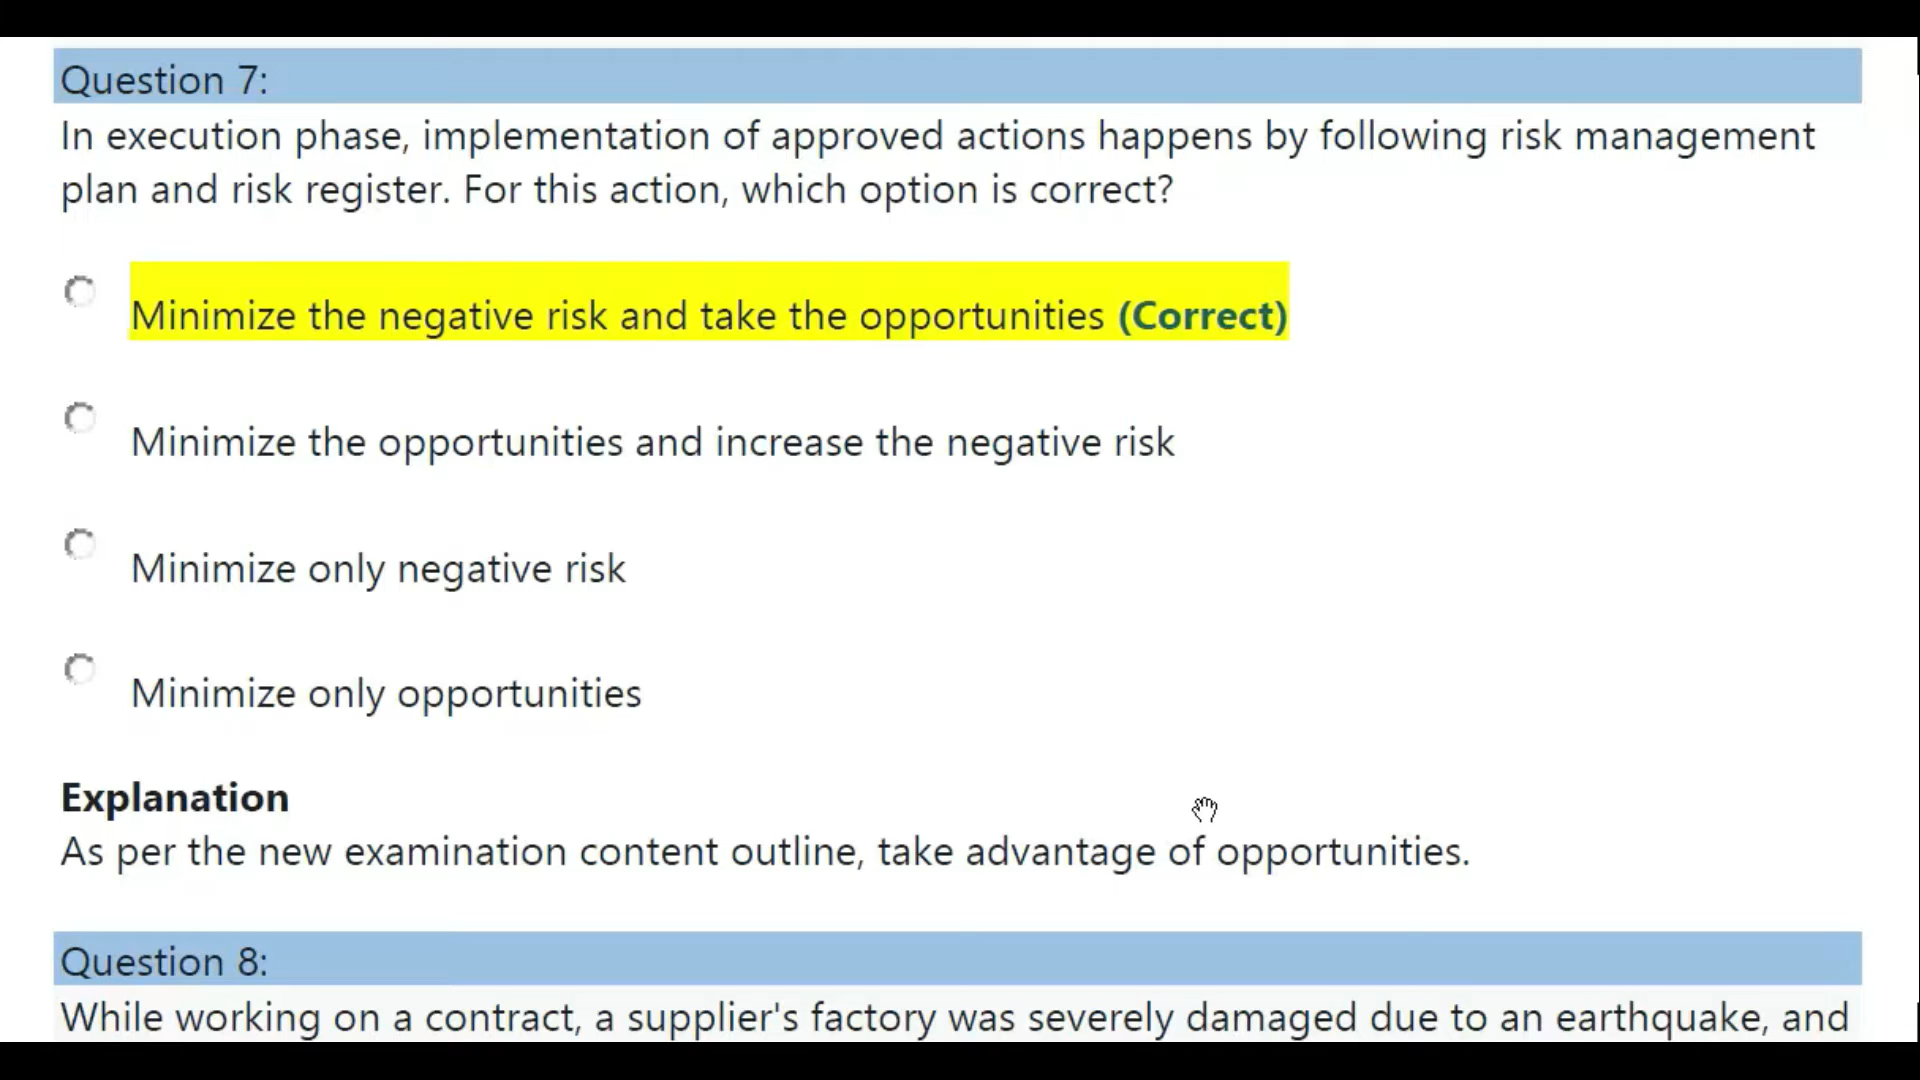 Question 7:
In execution phase, implementation of approved actions happens by following risk management
plan and risk register. For this action, which option is correct?
Minimize the negative risk and take the opportunities (Correct)
Minimize the opportunities and increase the negative risk
Minimize only negative risk
Minimize only opportunities
Explanation
As per the new examination content outline, take advantage of opportunities.
Question 8:
While working on a contract, a supplier's factory was severely damaged due to an earthquake, and